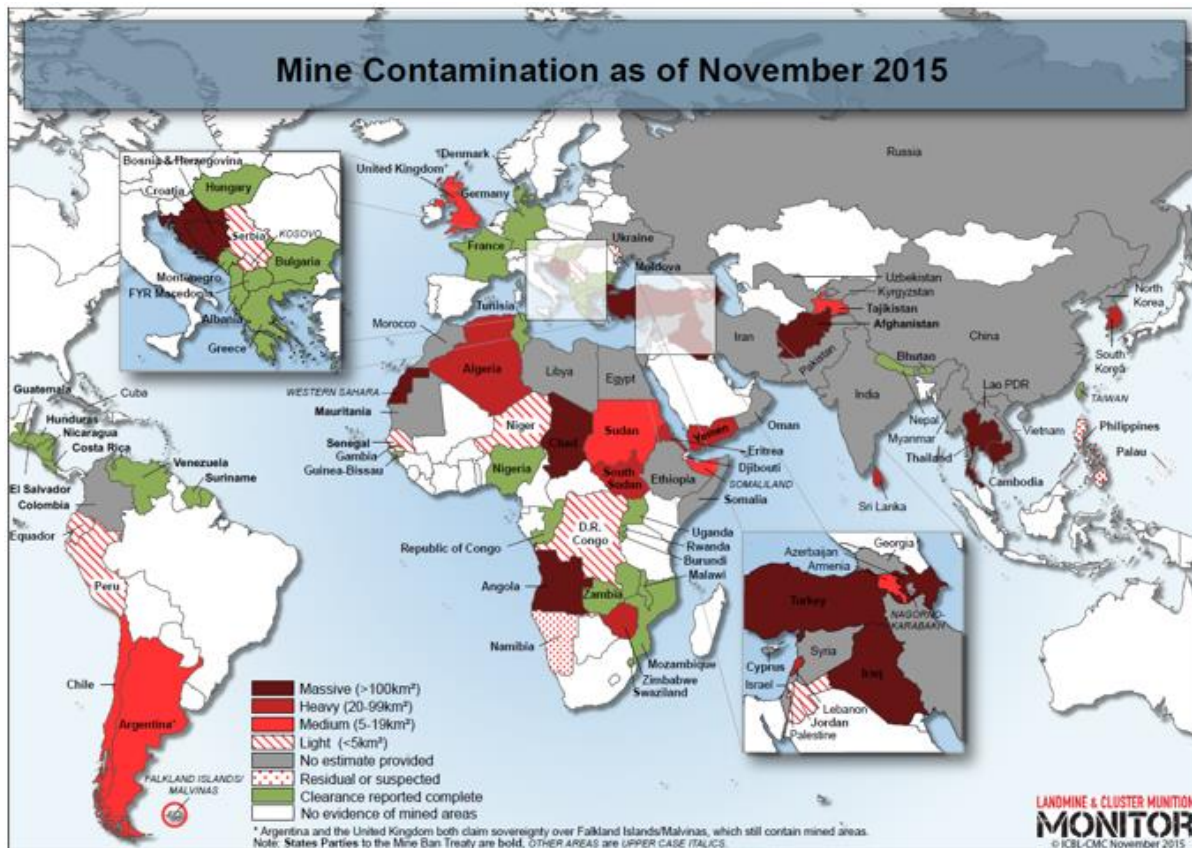 Mine Contamination as of November 2015
Bosnia & Herzegovina
Croatia
Hungary
Serbia
KOSOVO
Bulgaria
Montenegro
FYR Macedonia
Albania
Greece
Denmark
United Kingdom*
Germany
France
Ukraine
Moldova
Russia
Uzbekistan
Kyrgyzstan
Tajikistan
Afghanistan
North
Korea
South
Korea
China
Iran
Pakistan
India
Bhutan
Nepal
Myanmar
Lao PDR
Vietnam
Thailand
Cambodia
TAIWAN
Philippines
Palau
Sri Lanka
Tunisia
Morocco
Algeria
Libya
Egypt
WESTERN SAHARA
Mauritania
Niger
Chad
Sudan
South
Sudan
Yemen
Oman
Eritrea
Djibouti
SOMALILAND
Ethiopia
Somalia
Senegal
Gambia
Guinea-Bissau
Nigeria
D.R.
Congo
Republic of Congo
Uganda
Rwanda
Burundi
Malawi
Angola
Zambia
Namibia
Mozambique
Zimbabwe
Swaziland
Guatemala
Cuba
Hunduras
Nicaragua
Costa Rica
Venezuela
Suriname
El Salvador
Colombia
Equador
Peru
Chile
Argentina*
FALKLAND ISLANDS/
MALVINAS
Georgia
Azerbaijan
Armenia
Turkey
NAGORNO-
KARABAKH
Cyprus
Syria
Iraq
Israel
Lebanon
Jordan
Palestine
Massive (>100km²)
Heavy (20-99km²)
Medium (5-19km²)
Light (<5km²)
No estimate provided
Residual or suspected
Clearance reported complete
No evidence of mined areas
* Argentina and the United Kingdom both claim sovereignty over Falkland Islands/Malvinas, which still contain mined areas.
Note: States Parties to the Mine Ban Treaty are bold, OTHER AREAS are UPPER CASE ITALICS.
LANDMINE & CLUSTER MUNITION
MONITOR
© ICBL-CMC November 2015